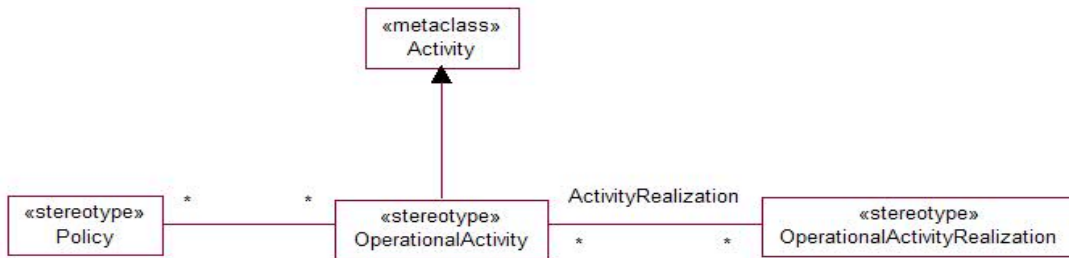 «metaclass»
Activity
* *
ActivityRealization
«stereotype»
Policy
«stereotype»
OperationalActivity
«stereotype»
OperationalActivityRealization
* *